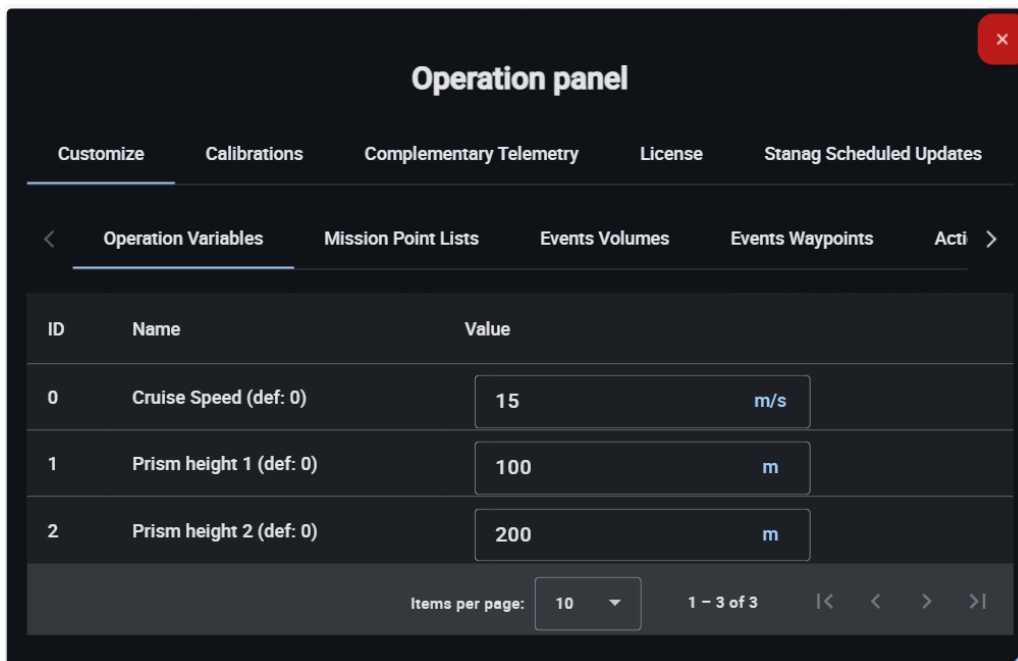 ×
Operation panel
Customize Calibrations Complementary Telemetry License Stanag Scheduled Updates
Operation Variables Mission Point Lists Events Volumes Events Waypoints Acti
ID Name Value
0 Cruise Speed (def: 0) 15 m/s
1 Prism height 1 (def: 0) 100 m
2 Prism height 2 (def: 0) 200 m
Items per page: 10 1 – 3 of 3